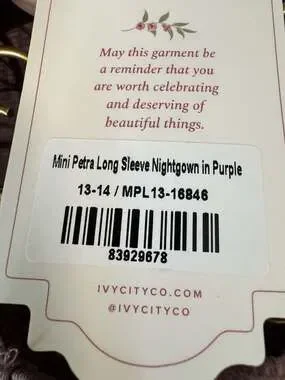 May this garment be
a reminder that you
are worth celebrating
and deserving of
beautiful things.
Mini Petra Long Sleeve Nightgown in Purple
13-14 / MPL13-16846
83929678
IVYCITYCO.COM
@IVYCITYCO